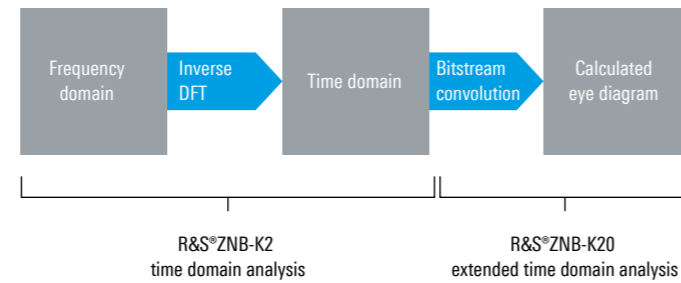 Frequency
domain
Inverse
DFT
Time domain
Bitstream
convolution
Calculated
eye diagram
R&S®ZNB-K2
time domain analysis
R&S®ZNB-K20
extended time domain analysis